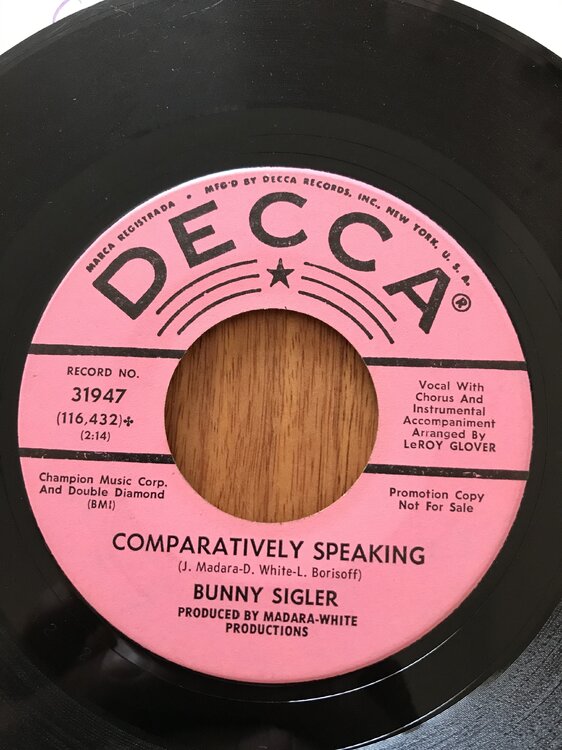 MARCA REGISTRADA • MFG'D BY DECCA RECORDS, INC., NEW YORK, U. S. A.
DECCA®
RECORD NO.
31947
(116,432)✤
(2:14)
Vocal With
Chorus And
Instrumental
Accompaniment
Arranged By
LeROY GLOVER
Champion Music Corp.
And Double Diamond
(BMI)
Promotion Copy
Not For Sale
COMPARATIVELY SPEAKING
(J. Madara-D. White-L. Borisoff)
BUNNY SIGLER
PRODUCED BY MADARA-WHITE
PRODUCTIONS